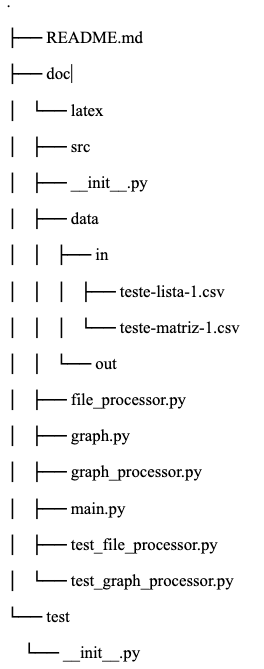 .
├── README.md
├── doc
│   └── latex
│   ├── src
│   ├── __init__.py
│   ├── data
│   │   ├── in
│   │   │   ├── teste-lista-1.csv
│   │   │   └── teste-matriz-1.csv
│   │   └── out
│   ├── file_processor.py
│   ├── graph.py
│   ├── graph_processor.py
│   ├── main.py
│   ├── test_file_processor.py
│   └── test_graph_processor.py
└── test
    └── __init__.py